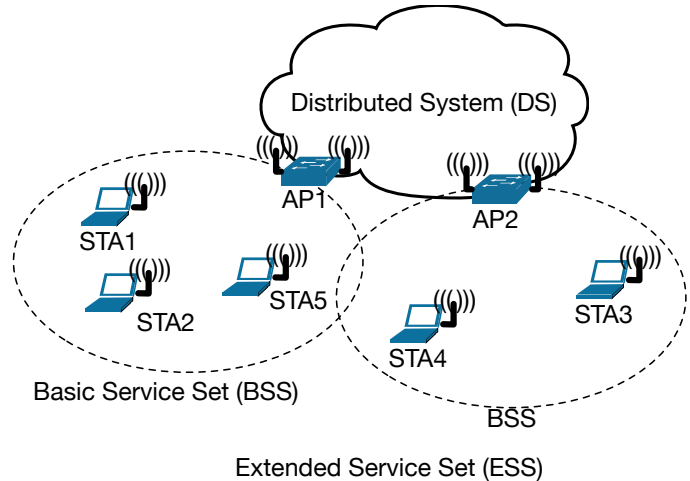 Distributed System (DS)
AP1
AP2
STA1
STA2
STA5
STA3
STA4
Basic Service Set (BSS)
BSS
Extended Service Set (ESS)